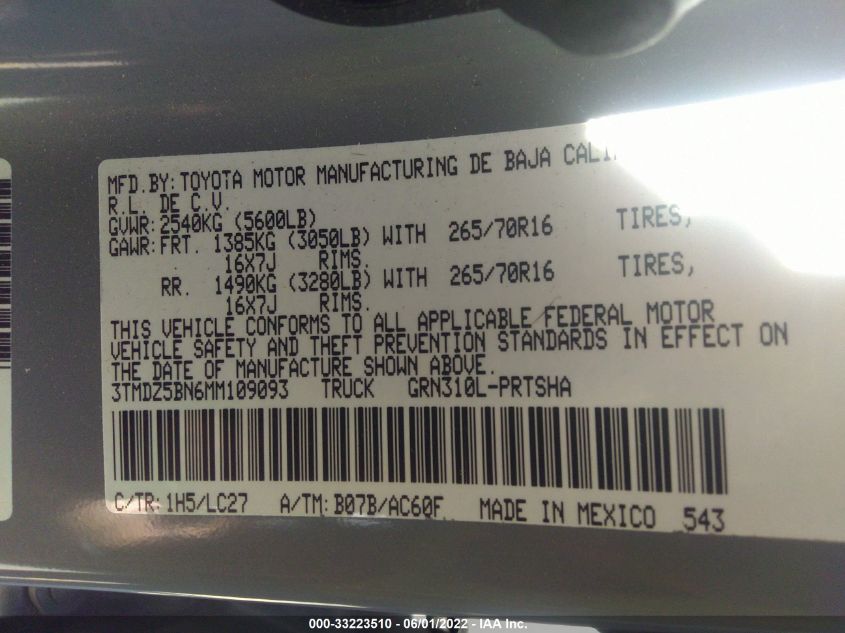 MFD.BY:TOYOTA MOTOR MANUFACTURING DE BAJA
R.L. DE C.V.
GVWR:2540KG (5600LB)
GAWR:FRT. 1385KG (3050LB) WITH 265/70R16 TIRES,
16X7J RIMS.
RR. 1490KG (3280LB) WITH 265/70R16 TIRES,
16X7J RIMS.
THIS VEHICLE CONFORMS TO ALL APPLICABLE FEDERAL MOTOR
VEHICLE SAFETY AND THEFT PREVENTION STANDARDS IN EFFECT ON
THE DATE OF MANUFACTURE SHOWN ABOVE.
3TMDZ5BN6MM109093 TRUCK GRN310L-PRTSHA
C/TR:1H5/LC27 A/TM:B07B/AC60F MADE IN MEXICO 543
000-33223510 - 06/01/2022 - IAA Inc.